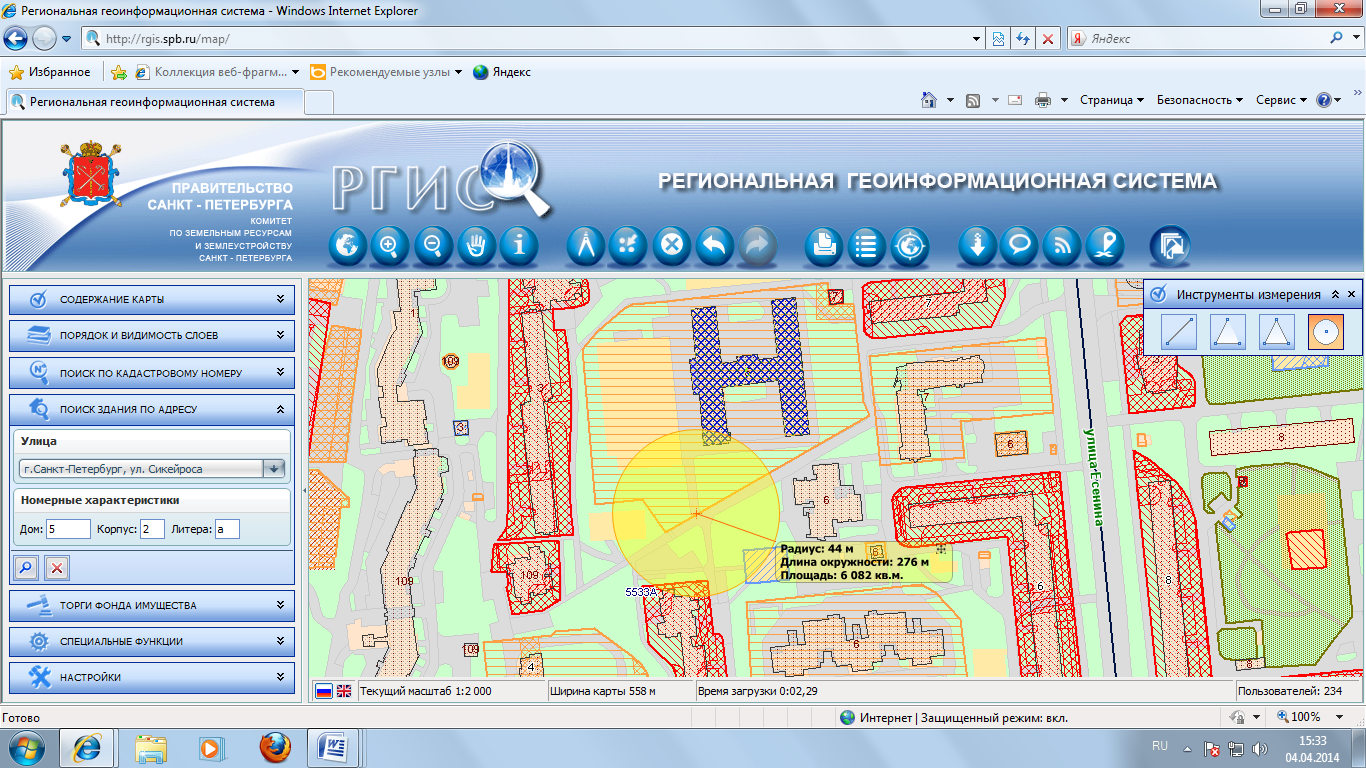 Региональная геоинформационная система - Windows Internet Explorer
http://rgis.spb.ru/map/
Яндекс
Избранное
Коллекция веб-фрагм...
Рекомендуемые узлы
Яндекс
Региональная геоинформационная система
Страница
Безопасность
Сервис
ПРАВИТЕЛЬСТВО
САНКТ - ПЕТЕРБУРГА
КОМИТЕТ
ПО ЗЕМЕЛЬНЫМ РЕСУРСАМ
И ЗЕМЛЕУСТРОЙСТВУ
САНКТ - ПЕТЕРБУРГА
РГИС
РЕГИОНАЛЬНАЯ ГЕОИНФОРМАЦИОННАЯ СИСТЕМА
СОДЕРЖАНИЕ КАРТЫ
ПОРЯДОК И ВИДИМОСТЬ СЛОЕВ
ПОИСК ПО КАДАСТРОВОМУ НОМЕРУ
ПОИСК ЗДАНИЯ ПО АДРЕСУ
Улица
г.Санкт-Петербург, ул. Сикейроса
Номерные характеристики
Дом: 5 Корпус: 2 Литера: а
ТОРГИ ФОНДА ИМУЩЕСТВА
СПЕЦИАЛЬНЫЕ ФУНКЦИИ
НАСТРОЙКИ
Инструменты измерения
7
7
109
3
3
7
6
8
улица Есенина
6
6
Радиус: 44 м
Длина окружности: 276 м
Площадь: 6 082 кв.м.
109
109
5533А
6
8
109
4
6
8
Текущий масштаб 1:2 000
Ширина карты 558 м
Время загрузки 0:02,29
Пользователей: 234
Готово
Интернет | Защищенный режим: вкл.
100%
RU
15:33
04.04.2014